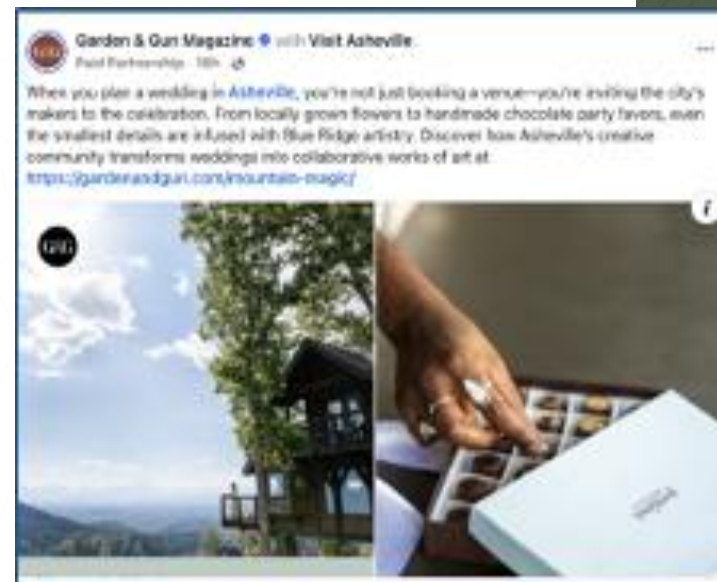 Garden & Gun Magazine with Visit Asheville
Paid Partnership · 18h
When you plan a wedding in Asheville, you're not just booking a venue—you're inviting the city's
makers to the celebration. From locally grown flowers to handmade chocolate party favors, even
the smallest details are infused with Blue Ridge artistry. Discover how Asheville's creative
community transforms weddings into collaborative works of art at
https://gardenandgun.com/mountain-magic/
G&G